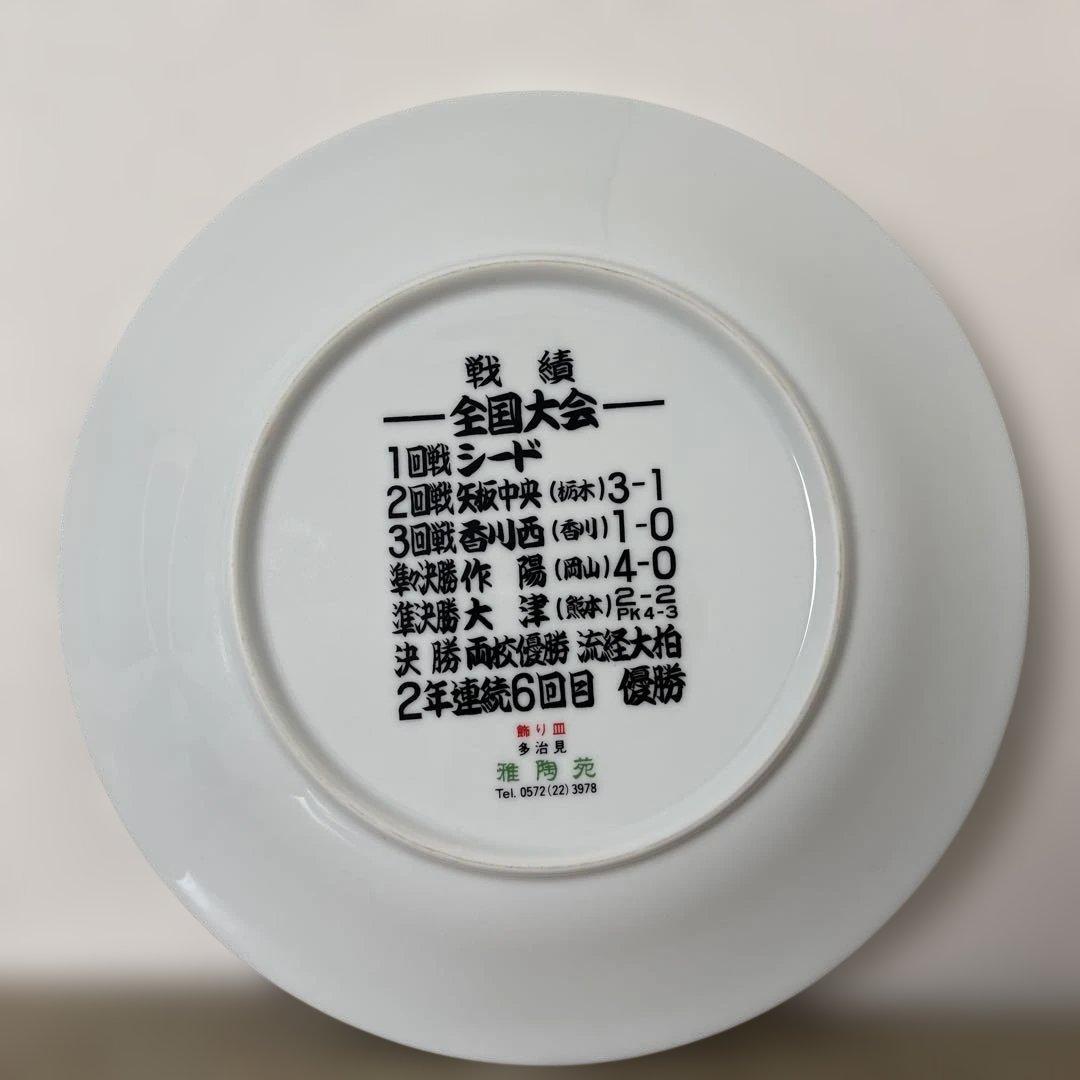 戦績
全国大会
1回戦 シード
2回戦 矢板中央 (栃木) 3-1
3回戦 香川西 (香川) 1-0
準々決勝 作陽 (岡山) 4-0
準決勝 大津 (熊本) 2-2 PK4-3
決勝 両校優勝 流経大柏
2年連続6回目 優勝
飾り皿
多治見
雅陶苑
Tel. 0572(22)3978